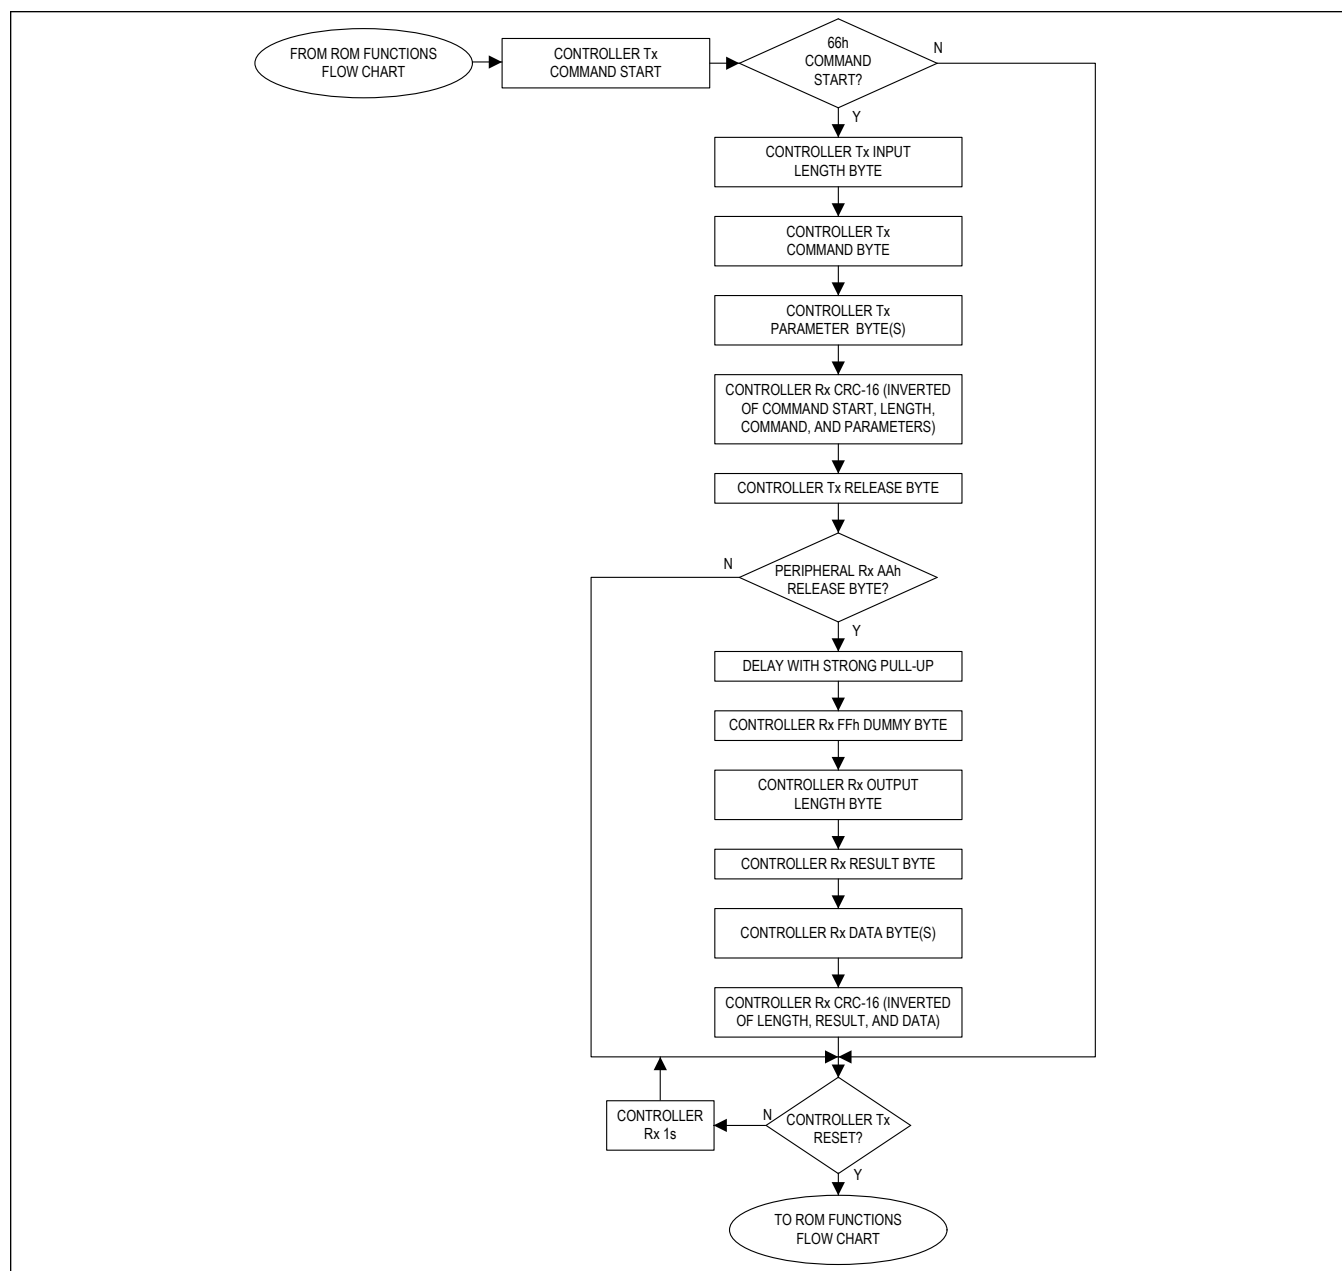 FROM ROM FUNCTIONS
FLOW CHART
CONTROLLER Tx
COMMAND START
66h
COMMAND
START?
N
Y
CONTROLLER Tx INPUT
LENGTH BYTE
CONTROLLER Tx
COMMAND BYTE
CONTROLLER Tx
PARAMETER BYTE(S)
CONTROLLER Rx CRC-16 (INVERTED
OF COMMAND START, LENGTH,
COMMAND, AND PARAMETERS)
CONTROLLER Tx RELEASE BYTE
N
PERIPHERAL Rx AAh
RELEASE BYTE?
Y
DELAY WITH STRONG PULL-UP
CONTROLLER Rx FFh DUMMY BYTE
CONTROLLER Rx OUTPUT
LENGTH BYTE
CONTROLLER Rx RESULT BYTE
CONTROLLER Rx DATA BYTE(S)
CONTROLLER Rx CRC-16 (INVERTED
OF LENGTH, RESULT, AND DATA)
CONTROLLER
Rx 1s
N
CONTROLLER Tx
RESET?
Y
TO ROM FUNCTIONS
FLOW CHART